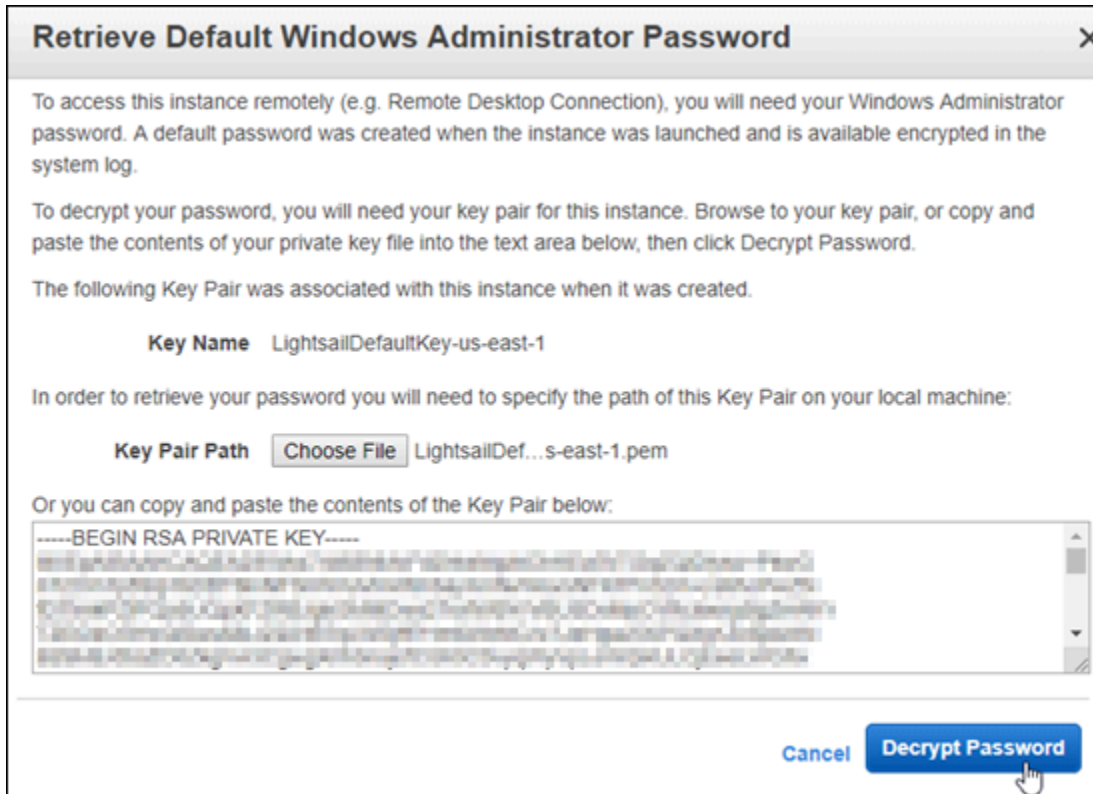 Retrieve Default Windows Administrator Password
To access this instance remotely (e.g. Remote Desktop Connection), you will need your Windows Administrator
password. A default password was created when the instance was launched and is available encrypted in the
system log.
To decrypt your password, you will need your key pair for this instance. Browse to your key pair, or copy and
paste the contents of your private key file into the text area below, then click Decrypt Password.
The following Key Pair was associated with this instance when it was created.
Key Name LightsailDefaultKey-us-east-1
In order to retrieve your password you will need to specify the path of this Key Pair on your local machine:
Key Pair Path Choose File LightsailDef...s-east-1.pem
Or you can copy and paste the contents of the Key Pair below:
-----BEGIN RSA PRIVATE KEY-----
Cancel Decrypt Password